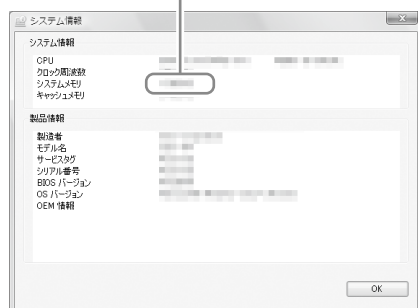 システム情報
システム情報
CPU
クロック周波数
システムメモリ
キャッシュメモリ
製品情報
製造者
モデル名
サービスタグ
シリアル番号
BIOS バージョン
OS バージョン
OEM 情報
OK